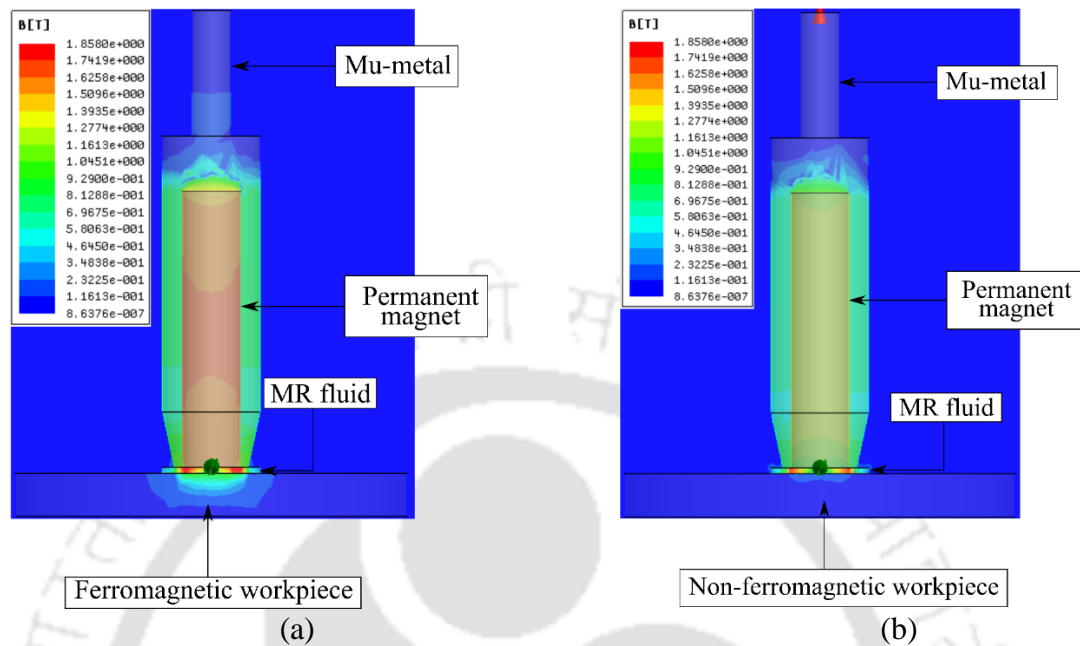 B[T]
1.8580e+000
1.7419e+000
1.6258e+000
1.5096e+000
1.3935e+000
1.2774e+000
1.1613e+000
1.0451e+000
9.2900e-001
8.1288e-001
6.9675e-001
5.8063e-001
4.6450e-001
3.4838e-001
2.3225e-001
1.1613e-001
8.6376e-007
Mu-metal
Permanent
magnet
MR fluid
Ferromagnetic workpiece
(a)
B[T]
1.8580e+000
1.7419e+000
1.6258e+000
1.5096e+000
1.3935e+000
1.2774e+000
1.1613e+000
1.0451e+000
9.2900e-001
8.1288e-001
6.9675e-001
5.8063e-001
4.6450e-001
3.4838e-001
2.3225e-001
1.1613e-001
8.6376e-007
Mu-metal
Permanent
magnet
MR fluid
Non-ferromagnetic workpiece
(b)